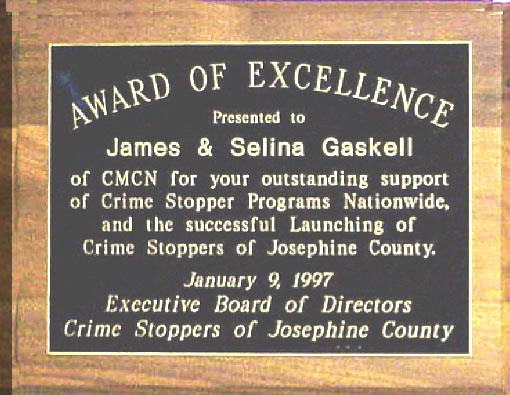 AWARD OF EXCELLENCE
Presented to
James & Selina Gaskell
of CMCN for your outstanding support
of Crime Stopper Programs Nationwide,
and the successful Launching of
Crime Stoppers of Josephine County.
January 9, 1997
Executive Board of Directors
Crime Stoppers of Josephine County